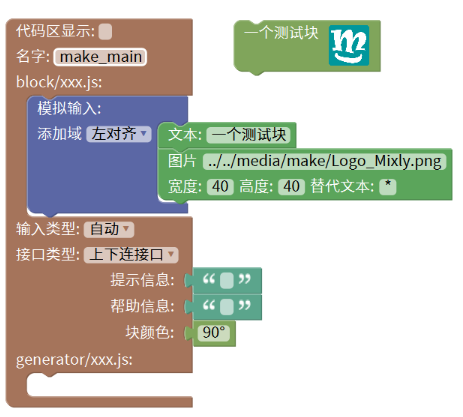 代码区显示:
一个测试块
名字: make_main
block/xxx.js:
模拟输入:
添加域 左对齐▾
文本: 一个测试块
图片 ../../media/make/Logo_Mixly.png
宽度: 40 高度: 40 替代文本: *
输入类型: 自动▾
接口类型: 上下连接口▾
提示信息: “ ”
帮助信息: “ ”
块颜色: 90°
generator/xxx.js: